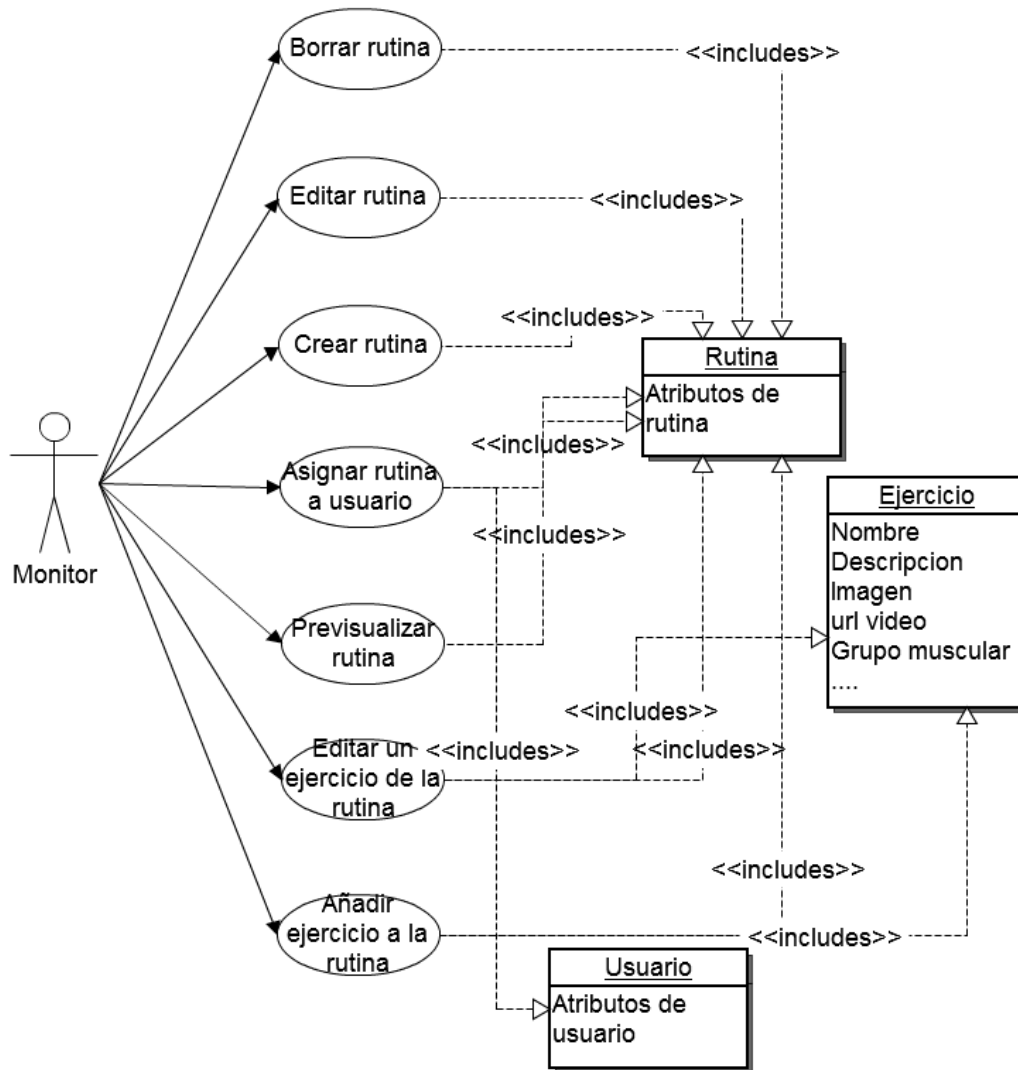 Borrar rutina
<<includes>>
Editar rutina
<<includes>>
Crear rutina
<<includes>>
Rutina
Atributos de
rutina
<<includes>>
Asignar rutina
a usuario
Ejercicio
Nombre
Descripcion
Imagen
url video
Grupo muscular
....
<<includes>>
Monitor
Previsualizar
rutina
<<includes>>
Editar un
ejercicio de la
rutina
<<includes>>
<<includes>>
<<includes>>
Añadir
ejercicio a la
rutina
<<includes>>
Usuario
Atributos de
usuario